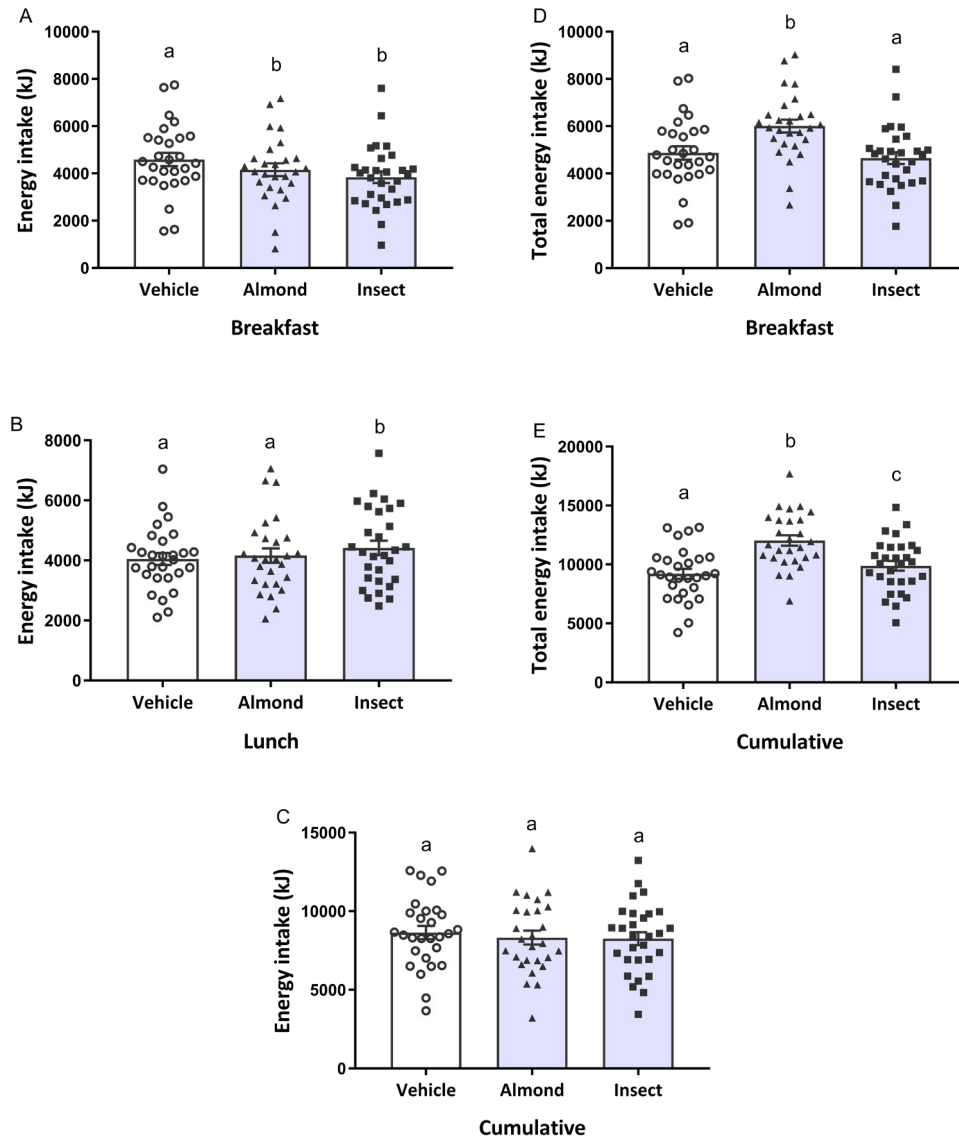 A
a
b
b
10000
8000
6000
4000
2000
0
Energy intake (kJ)
Vehicle Almond Insect
Breakfast
D
a
b
a
10000
8000
6000
4000
2000
0
Total energy intake (kJ)
Vehicle Almond Insect
Breakfast
B
a
a
b
8000
6000
4000
2000
0
Energy intake (kJ)
Vehicle Almond Insect
Lunch
E
a
b
c
20000
15000
10000
5000
0
Total energy intake (kJ)
Vehicle Almond Insect
Cumulative
C
a
a
a
15000
10000
5000
0
Energy intake (kJ)
Vehicle Almond Insect
Cumulative